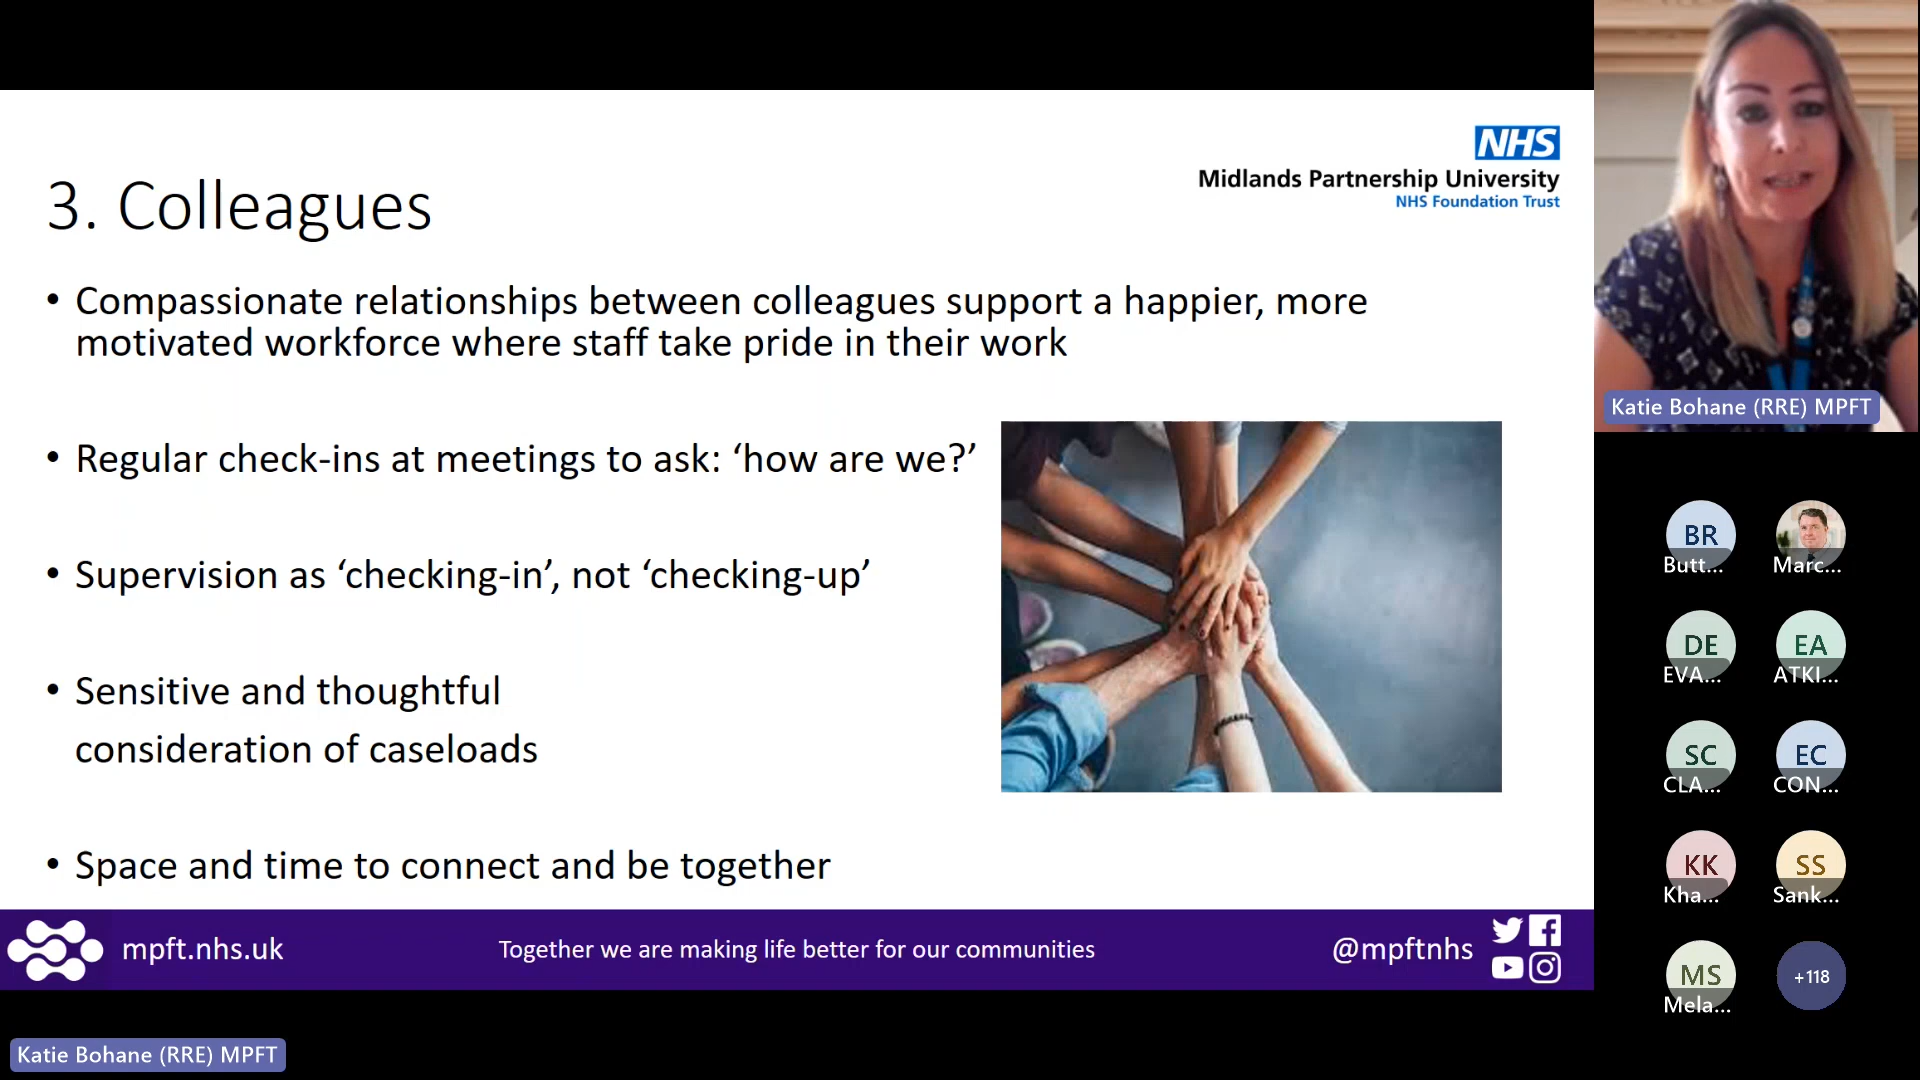 NHS
Midlands Partnership University
NHS Foundation Trust
3. Colleagues
• Compassionate relationships between colleagues support a happier, more
motivated workforce where staff take pride in their work
• Regular check-ins at meetings to ask: ‘how are we?’
• Supervision as ‘checking-in’, not ‘checking-up’
• Sensitive and thoughtful
consideration of caseloads
• Space and time to connect and be together
mpft.nhs.uk
Together we are making life better for our communities
@mpftnhs
Katie Bohane (RRE) MPFT
Katie Bohane (RRE) MPFT
BR
Butt...
Marc...
DE
EVA...
EA
ATKI...
SC
CLA...
EC
CON...
KK
Kha...
SS
Sank...
MS
Mela...
+118